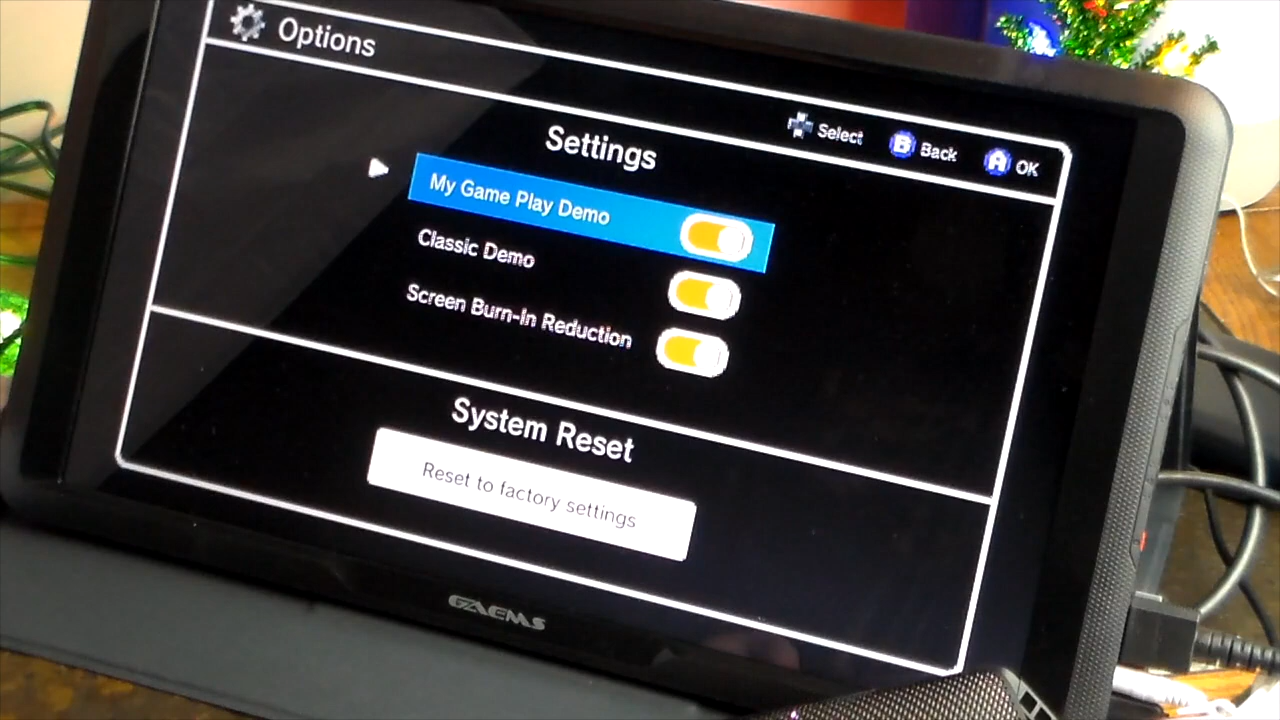 Options
Select B Back A OK
Settings
My Game Play Demo
Classic Demo
Screen Burn-In Reduction
System Reset
Reset to factory settings
GAEMS